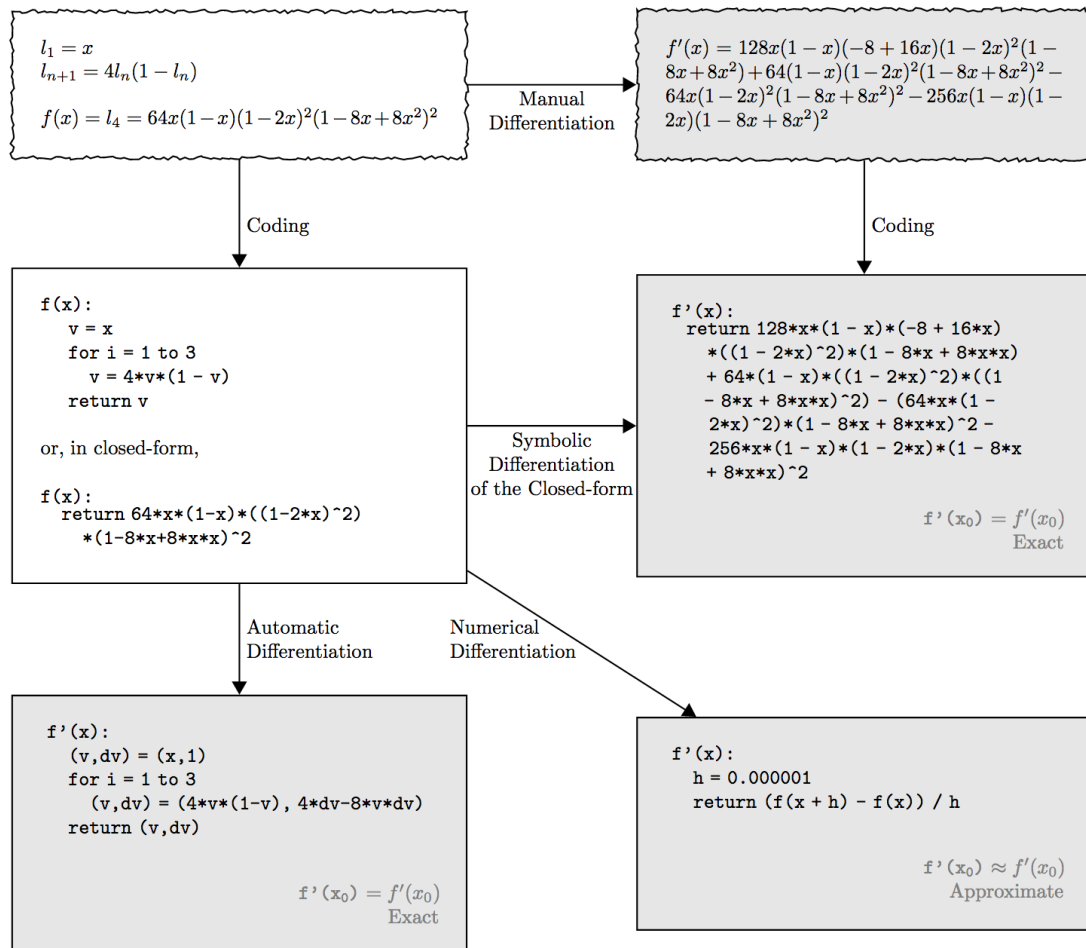 l₁ = x
lₙ₊₁ = 4lₙ(1 − lₙ)
f(x) = l₄ = 64x(1−x)(1−2x)²(1−8x+8x²)²
Manual
Differentiation
f′(x) = 128x(1 − x)(−8 + 16x)(1 − 2x)²(1 −
8x+8x²)+64(1−x)(1−2x)²(1−8x+8x²)² −
64x(1 − 2x)²(1 − 8x + 8x²)² − 256x(1 − x)(1 −
2x)(1 − 8x + 8x²)²
Coding
Coding
f(x):
v = x
for i = 1 to 3
v = 4*v*(1 - v)
return v
or, in closed-form,
f(x):
return 64*x*(1-x)*((1-2*x)^2)
*(1-8*x+8*x*x)^2
Symbolic
Differentiation
of the Closed-form
f'(x):
return 128*x*(1 - x)*(-8 + 16*x)
*((1 - 2*x)^2)*(1 - 8*x + 8*x*x)
+ 64*(1 - x)*((1 - 2*x)^2)*((1
- 8*x + 8*x*x)^2) - (64*x*(1 -
2*x)^2)*(1 - 8*x + 8*x*x)^2 -
256*x*(1 - x)*(1 - 2*x)*(1 - 8*x
+ 8*x*x)^2
f'(x₀) = f′(x₀)
Exact
Automatic
Differentiation
Numerical
Differentiation
f'(x):
(v,dv) = (x,1)
for i = 1 to 3
(v,dv) = (4*v*(1-v), 4*dv-8*v*dv)
return (v,dv)
f'(x₀) = f′(x₀)
Exact
f'(x):
h = 0.000001
return (f(x + h) - f(x)) / h
f'(x₀) ≈ f′(x₀)
Approximate